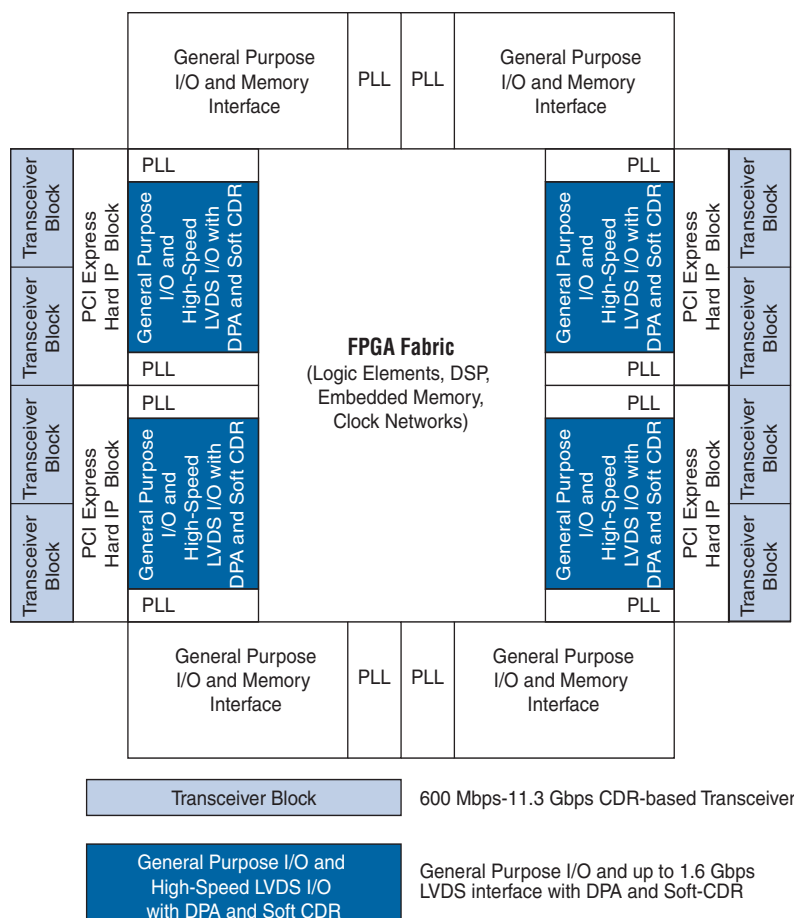 General Purpose
I/O and Memory
Interface
PLL
PLL
General Purpose
I/O and Memory
Interface
Transceiver
Block
Transceiver
Block
PCI Express
Hard IP Block
PLL
General Purpose
I/O and
High-Speed
LVDS I/O with
DPA and Soft CDR
PLL
Transceiver
Block
Transceiver
Block
PCI Express
Hard IP Block
PLL
General Purpose
I/O and
High-Speed
LVDS I/O with
DPA and Soft CDR
PLL
FPGA Fabric
(Logic Elements, DSP,
Embedded Memory,
Clock Networks)
PLL
General Purpose
I/O and
High-Speed
LVDS I/O with
DPA and Soft CDR
PLL
PCI Express
Hard IP Block
Transceiver
Block
Transceiver
Block
PLL
General Purpose
I/O and
High-Speed
LVDS I/O with
DPA and Soft CDR
PLL
PCI Express
Hard IP Block
Transceiver
Block
Transceiver
Block
General Purpose
I/O and Memory
Interface
PLL
PLL
General Purpose
I/O and Memory
Interface
Transceiver Block
600 Mbps-11.3 Gbps CDR-based Transceiver
General Purpose I/O and
High-Speed LVDS I/O
with DPA and Soft CDR
General Purpose I/O and up to 1.6 Gbps
LVDS interface with DPA and Soft-CDR